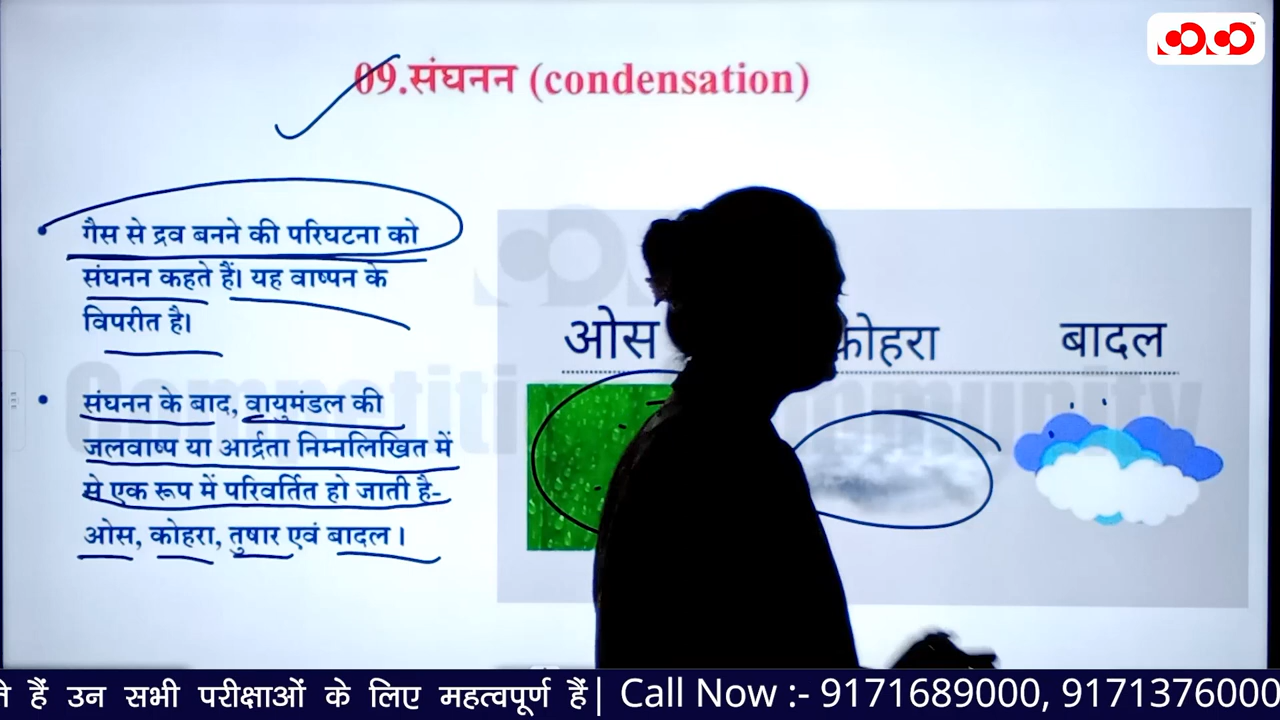 09.संघनन (condensation)
गैस से द्रव बनने की परिघटना को
संघनन कहते हैं। यह वाष्पन के
विपरीत है।
संघनन के बाद, वायुमंडल की
जलवाष्प या आर्द्रता निम्नलिखित में
से एक रूप में परिवर्तित हो जाती है-
ओस, कोहरा, तुषार एवं बादल ।
ओस कोहरा बादल
हैं उन सभी परीक्षाओं के लिए महत्वपूर्ण हैं| Call Now :- 9171689000, 9171376000